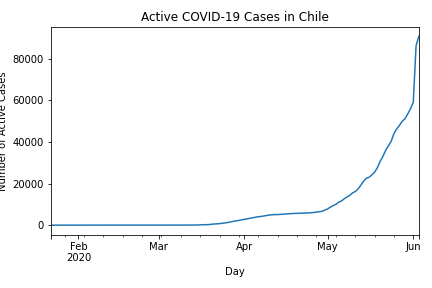 Active COVID-19 Cases in Chile
Number of Active Cases
80000
60000
40000
20000
0
Feb
2020
Mar
Apr
May
Jun
Day